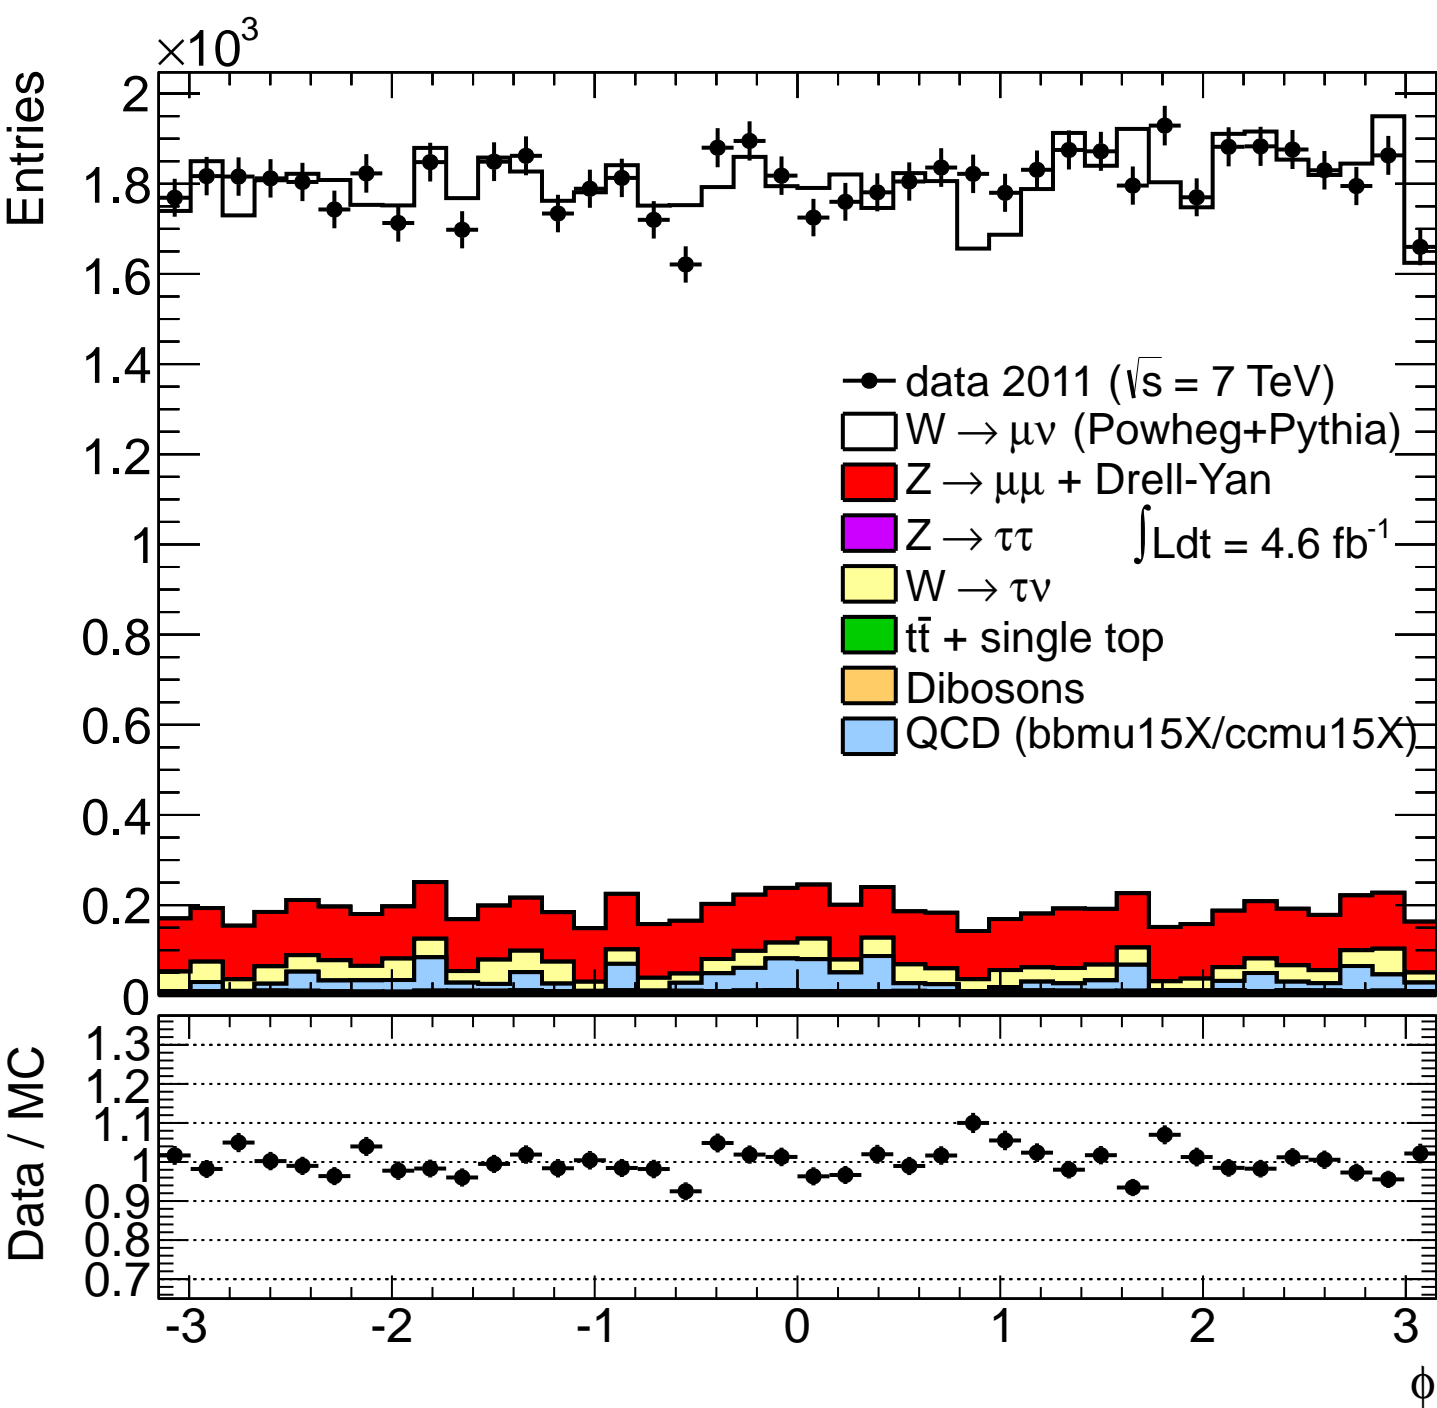 ×10³
Entries
2
1.8
1.6
1.4
1.2
1
0.8
0.6
0.4
0.2
0
data 2011 (√s = 7 TeV)
W → μν (Powheg+Pythia)
Z → μμ + Drell-Yan
Z → ττ
∫Ldt = 4.6 fb⁻¹
W → τν
tt̄ + single top
Dibosons
QCD (bbmu15X/ccmu15X)
Data / MC
1.3
1.2
1.1
1
0.9
0.8
0.7
-3 -2 -1 0 1 2 3
ϕ